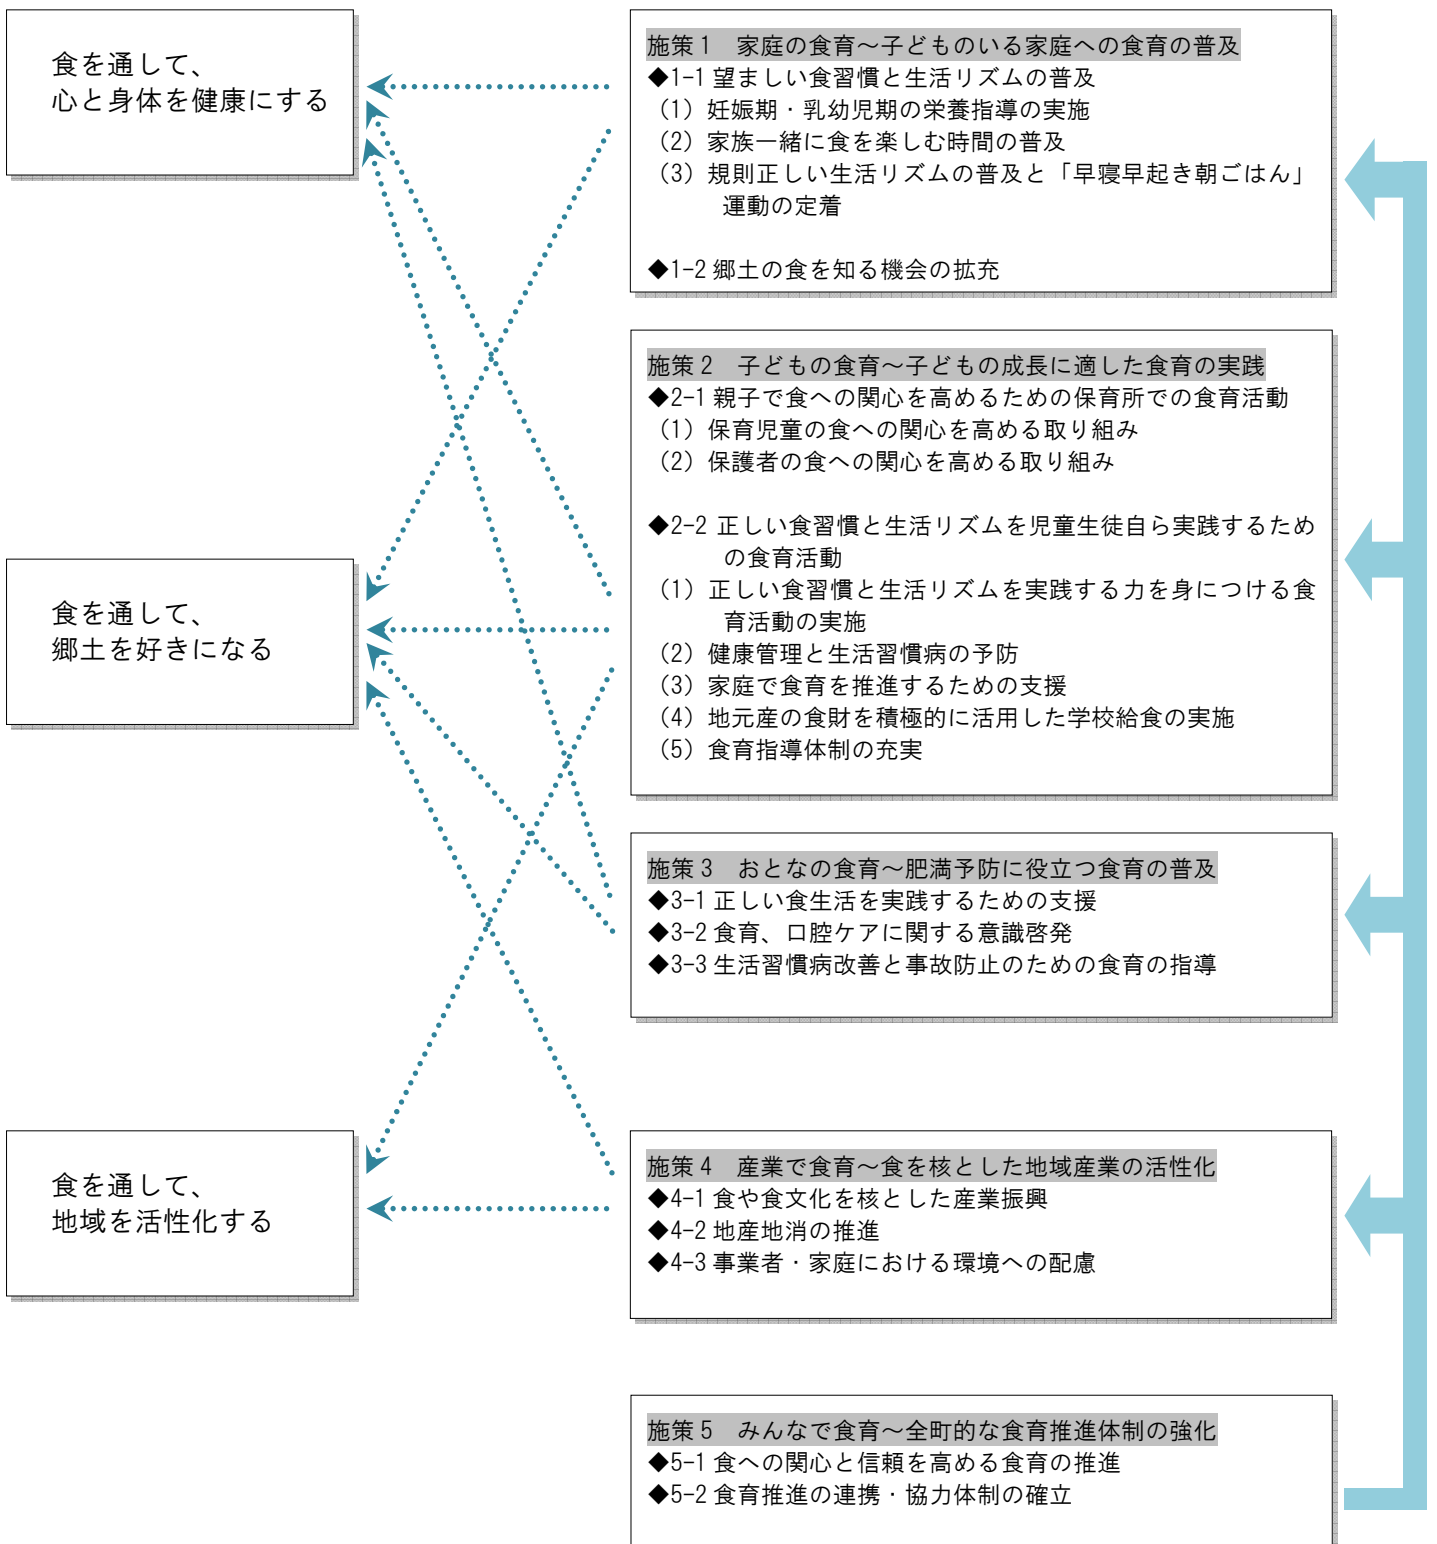 食を通して、
心と身体を健康にする
食を通して、
郷土を好きになる
食を通して、
地域を活性化する
施策1 家庭の食育～子どものいる家庭への食育の普及
◆1-1 望ましい食習慣と生活リズムの普及
（1）妊娠期・乳幼児期の栄養指導の実施
（2）家族一緒に食を楽しむ時間の普及
（3）規則正しい生活リズムの普及と「早寝早起き朝ごはん」
運動の定着
◆1-2 郷土の食を知る機会の拡充
施策2 子どもの食育～子どもの成長に適した食育の実践
◆2-1 親子で食への関心を高めるための保育所での食育活動
（1）保育児童の食への関心を高める取り組み
（2）保護者の食への関心を高める取り組み
◆2-2 正しい食習慣と生活リズムを児童生徒自ら実践するため
の食育活動
（1）正しい食習慣と生活リズムを実践する力を身につける食
育活動の実施
（2）健康管理と生活習慣病の予防
（3）家庭で食育を推進するための支援
（4）地元産の食財を積極的に活用した学校給食の実施
（5）食育指導体制の充実
施策3 おとなの食育～肥満予防に役立つ食育の普及
◆3-1 正しい食生活を実践するための支援
◆3-2 食育、口腔ケアに関する意識啓発
◆3-3 生活習慣病改善と事故防止のための食育の指導
施策4 産業で食育～食を核とした地域産業の活性化
◆4-1 食や食文化を核とした産業振興
◆4-2 地産地消の推進
◆4-3 事業者・家庭における環境への配慮
施策5 みんなで食育～全町的な食育推進体制の強化
◆5-1 食への関心と信頼を高める食育の推進
◆5-2 食育推進の連携・協力体制の確立